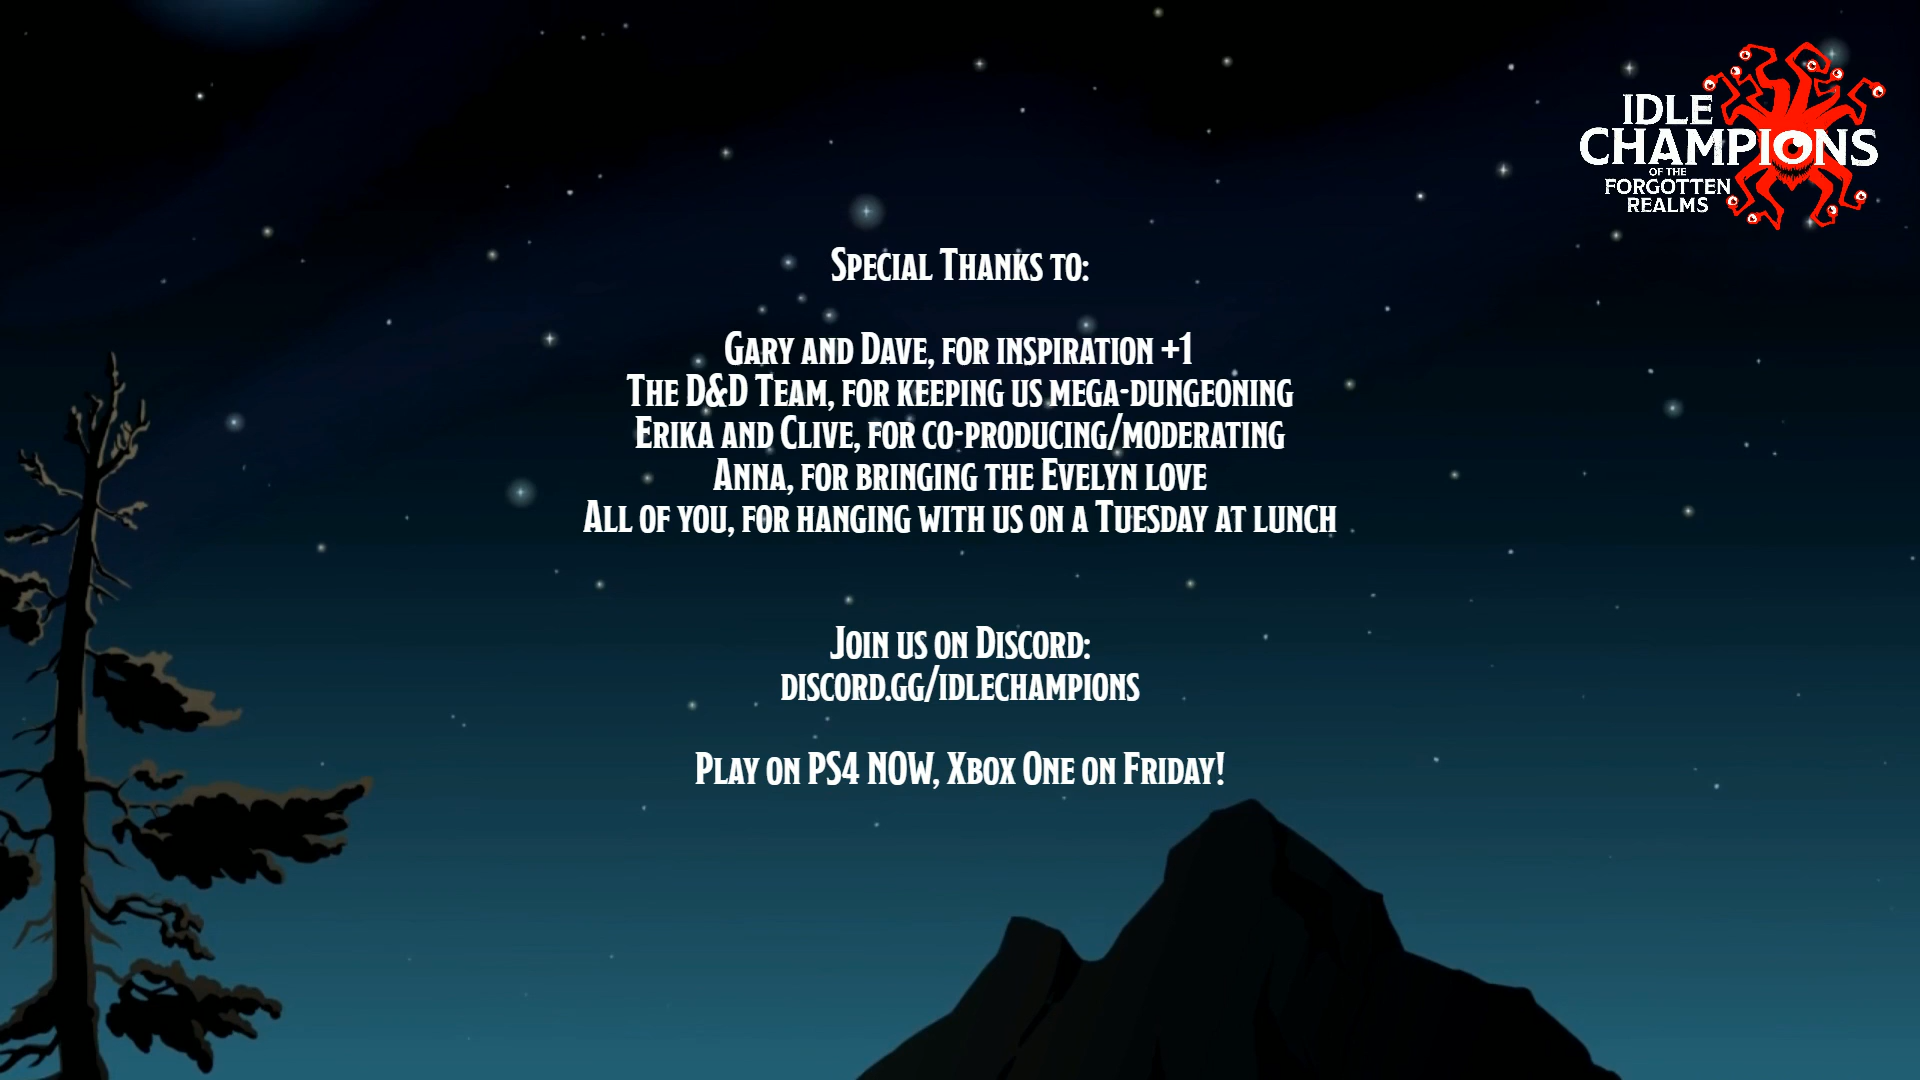 IDLE
CHAMPIONS
OF THE
FORGOTTEN
REALMS
Special Thanks to:
Gary and Dave, for inspiration +1
The D&D Team, for keeping us mega-dungeoning
Erika and Clive, for co-producing/moderating
Anna, for bringing the Evelyn love
All of you, for hanging with us on a Tuesday at lunch
Join us on Discord:
discord.gg/idlechampions
Play on PS4 NOW, Xbox One on Friday!